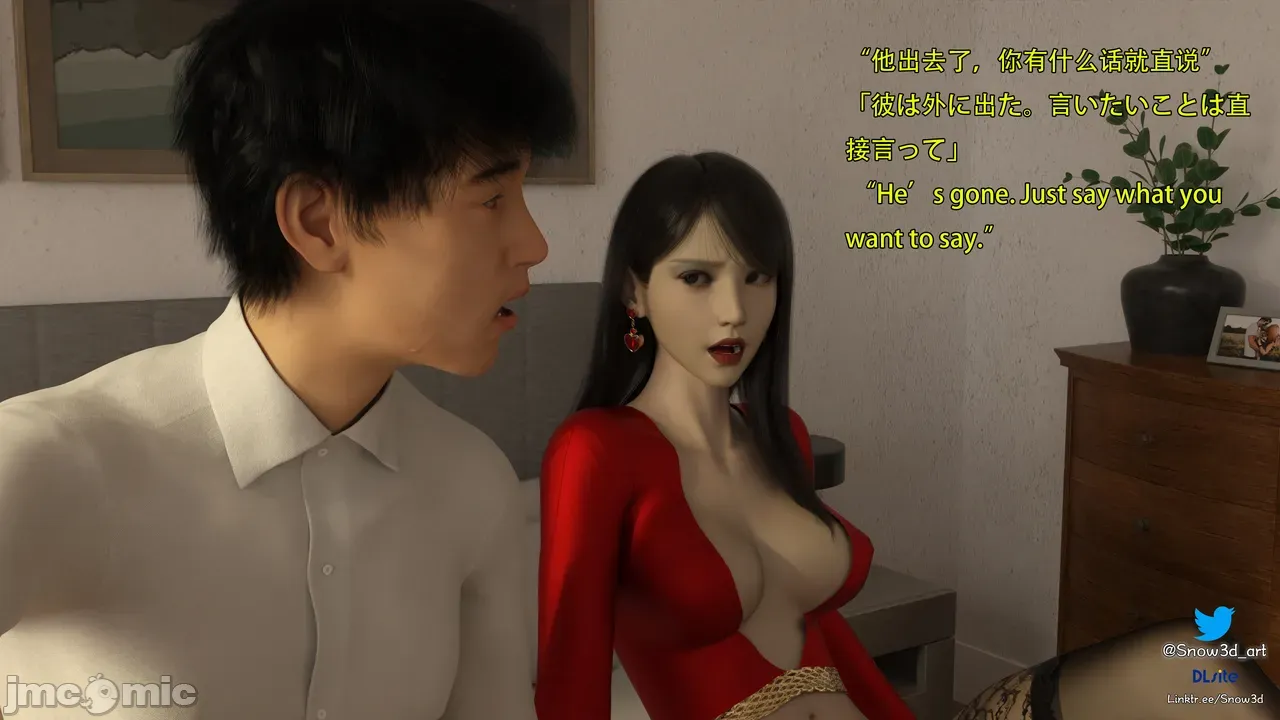 “他出去了，你有什么话就直说”
「彼は外に出た。言いたいことは直
接言って」
“He’s gone. Just say what you
want to say.”
@Snow3d_art
DLsite
Linktr.ee/Snow3d
jmcomic